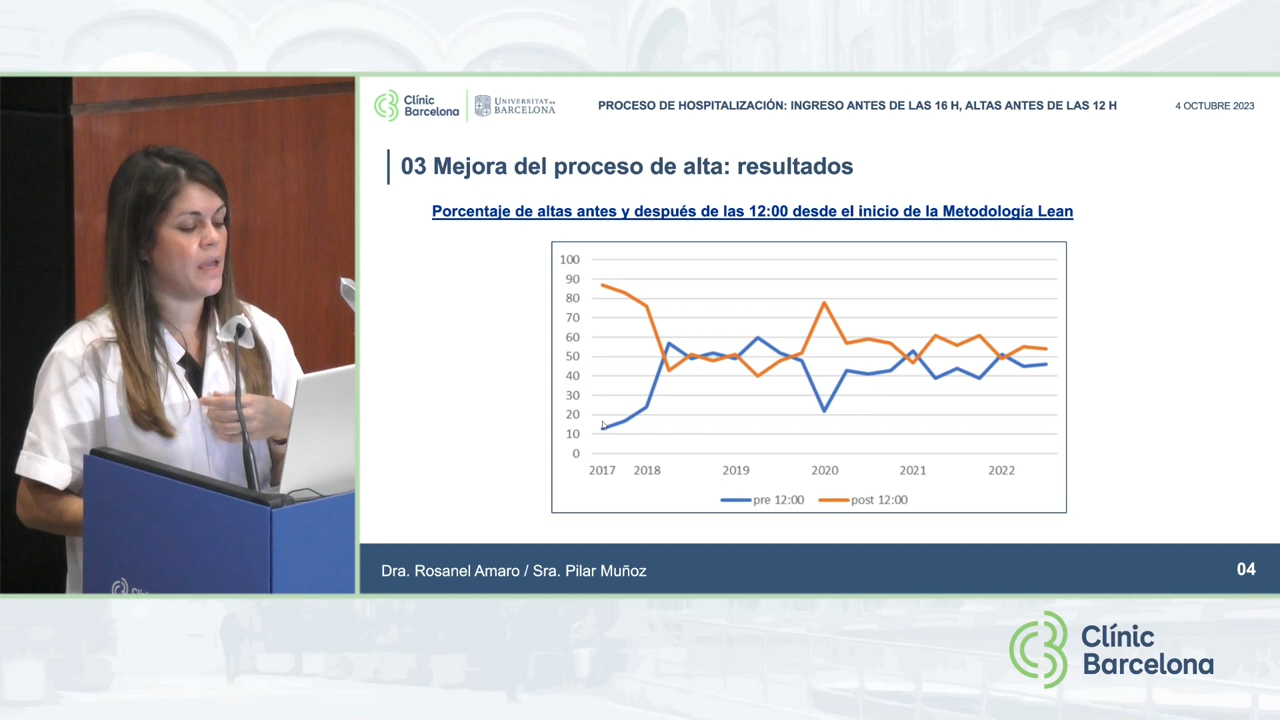 Clínic
Barcelona
UNIVERSITAT DE
BARCELONA
PROCESO DE HOSPITALIZACIÓN: INGRESO ANTES DE LAS 16 H, ALTAS ANTES DE LAS 12 H
4 OCTUBRE 2023
03 Mejora del proceso de alta: resultados
Porcentaje de altas antes y después de las 12:00 desde el inicio de la Metodología Lean
100
90
80
70
60
50
40
30
20
10
0
2017 2018 2019 2020 2021 2022
pre 12:00 post 12:00
Dra. Rosanel Amaro / Sra. Pilar Muñoz
04
Clínic
Barcelona